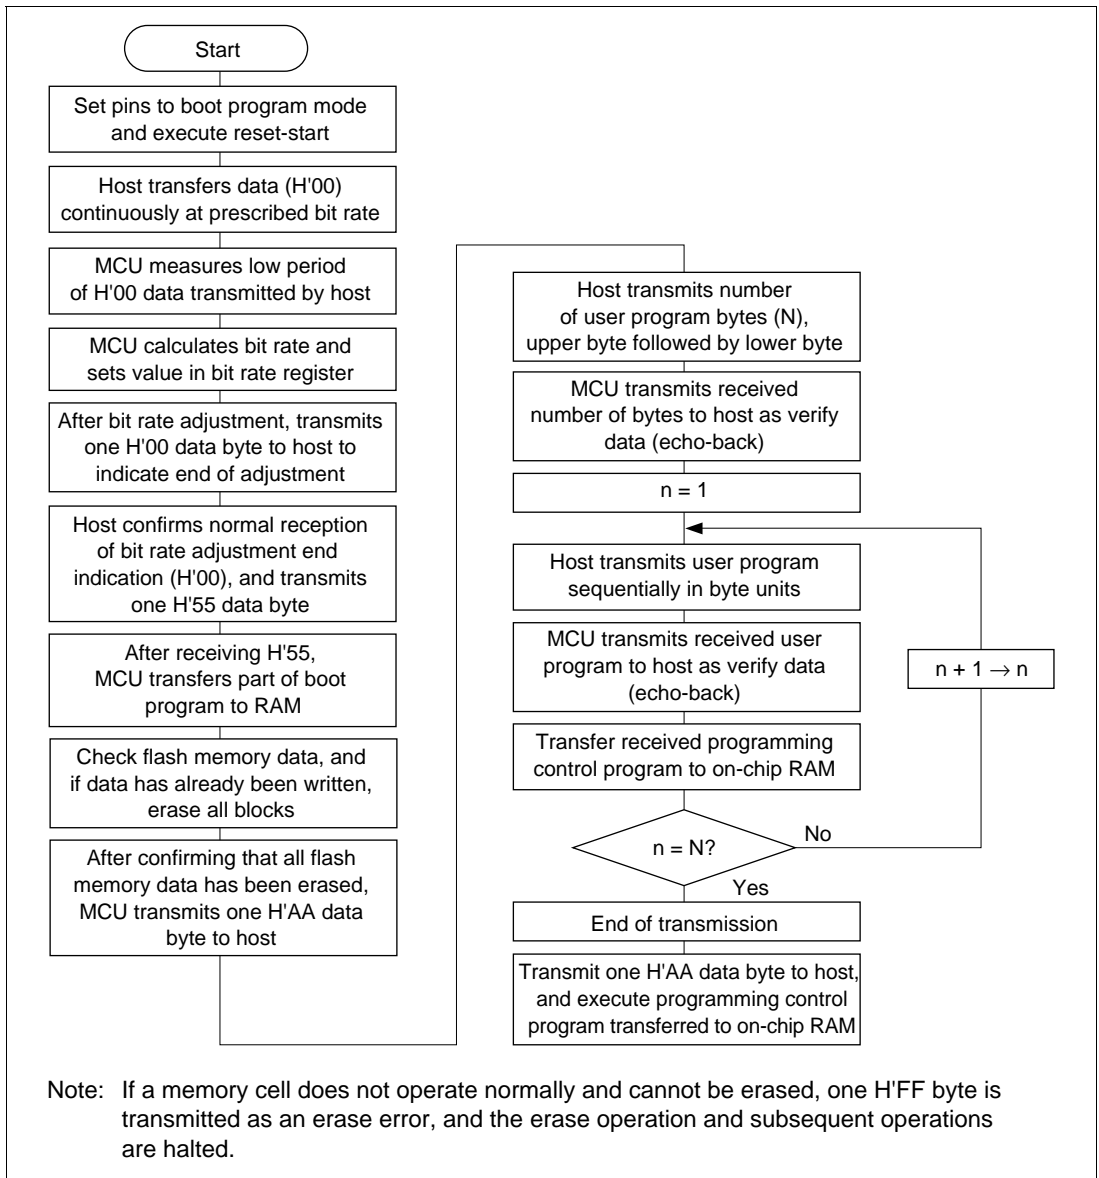 Start
Set pins to boot program mode
and execute reset-start
Host transfers data (H'00)
continuously at prescribed bit rate
MCU measures low period
of H'00 data transmitted by host
MCU calculates bit rate and
sets value in bit rate register
After bit rate adjustment, transmits
one H'00 data byte to host to
indicate end of adjustment
Host confirms normal reception
of bit rate adjustment end
indication (H'00), and transmits
one H'55 data byte
After receiving H'55,
MCU transfers part of boot
program to RAM
Check flash memory data, and
if data has already been written,
erase all blocks
After confirming that all flash
memory data has been erased,
MCU transmits one H'AA data
byte to host
Host transmits number
of user program bytes (N),
upper byte followed by lower byte
MCU transmits received
number of bytes to host as verify
data (echo-back)
n = 1
Host transmits user program
sequentially in byte units
MCU transmits received user
program to host as verify data
(echo-back)
n + 1 → n
Transfer received programming
control program to on-chip RAM
n = N?
No
Yes
End of transmission
Transmit one H'AA data byte to host,
and execute programming control
program transferred to on-chip RAM
Note: If a memory cell does not operate normally and cannot be erased, one H'FF byte is
transmitted as an erase error, and the erase operation and subsequent operations
are halted.